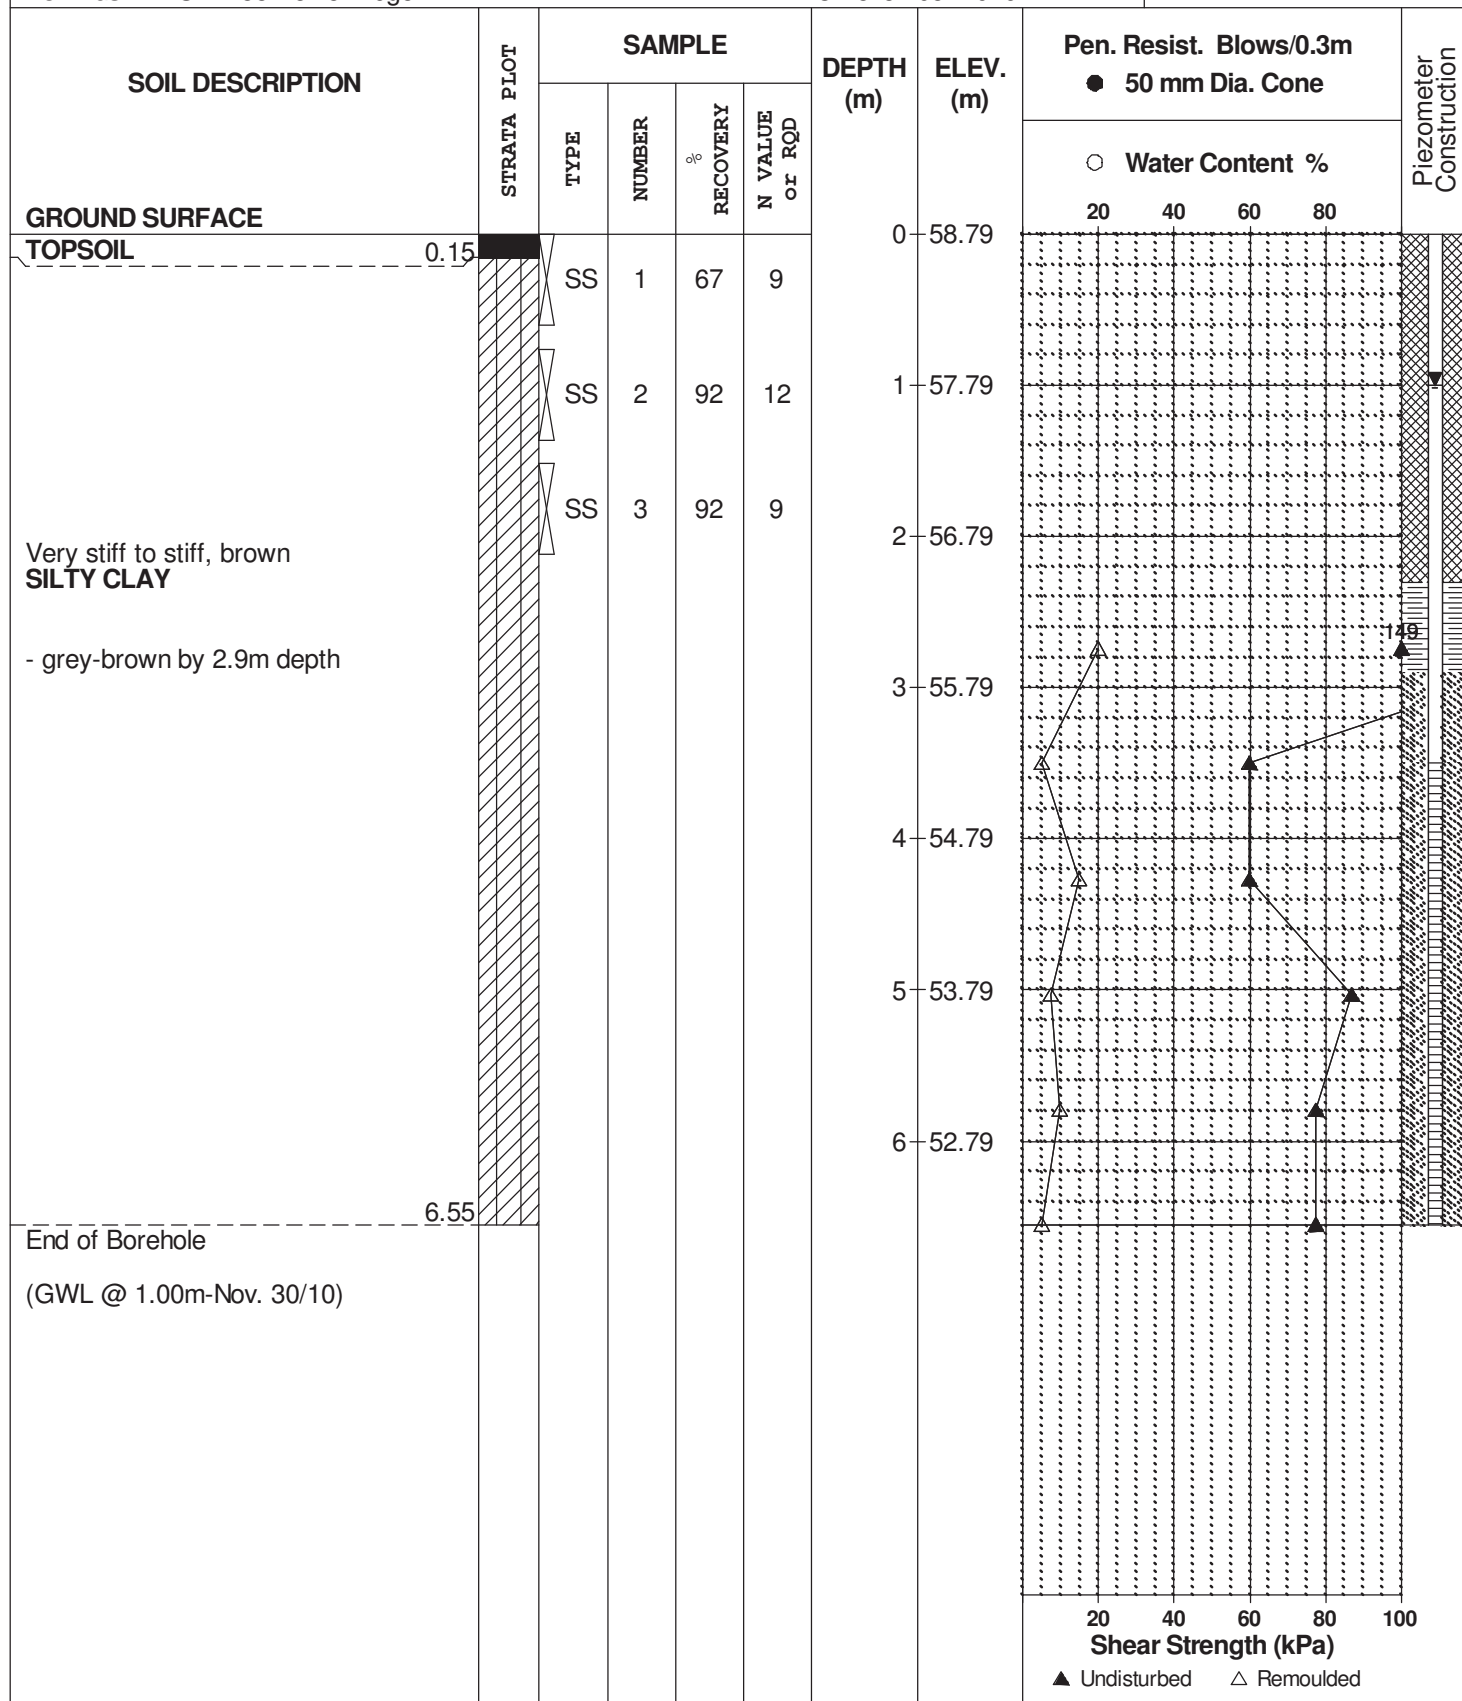 SOIL DESCRIPTION
GROUND SURFACE
STRATA PLOT
SAMPLE
TYPE
NUMBER
%
RECOVERY
N VALUE
or RQD
DEPTH
(m)
ELEV.
(m)
Pen. Resist. Blows/0.3m
● 50 mm Dia. Cone
○ Water Content %
20 40 60 80
Piezometer
Construction
TOPSOIL 0.15
0 58.79
SS 1 67 9
1 57.79
SS 2 92 12
SS 3 92 9
2 56.79
Very stiff to stiff, brown
SILTY CLAY
149
- grey-brown by 2.9m depth
3 55.79
4 54.79
5 53.79
6 52.79
6.55
End of Borehole
(GWL @ 1.00m-Nov. 30/10)
20 40 60 80 100
Shear Strength (kPa)
▲ Undisturbed △ Remoulded